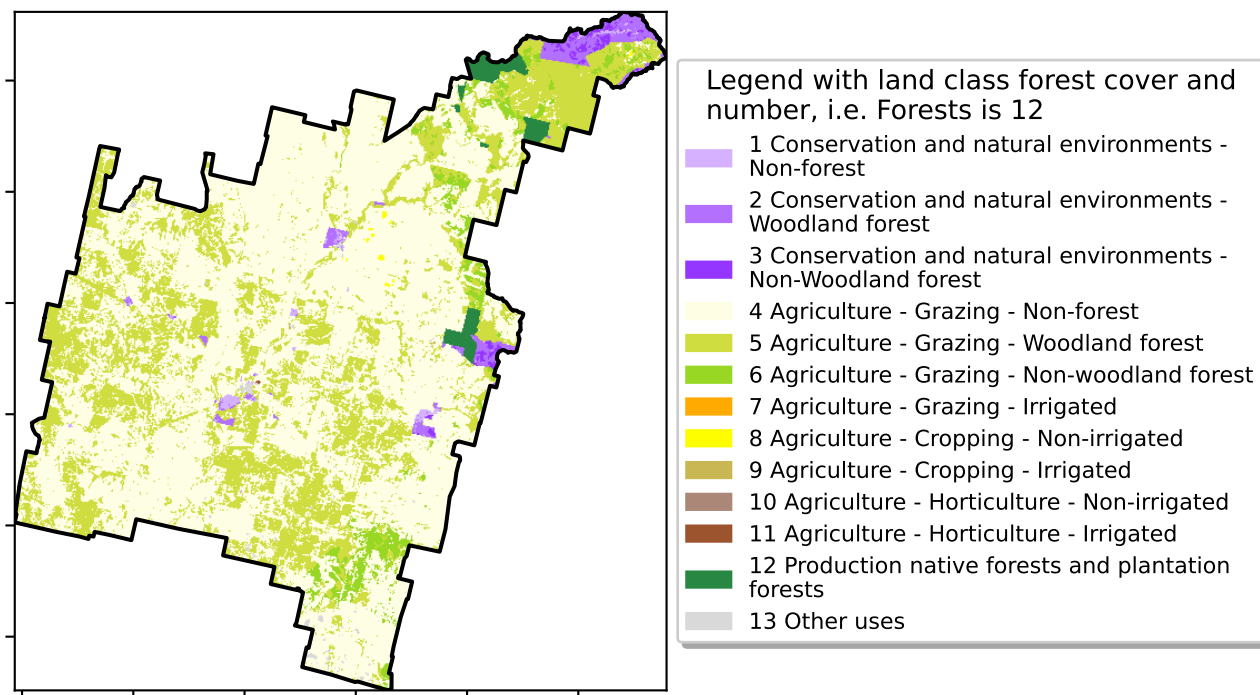 Legend with land class forest cover and
number, i.e. Forests is 12
1 Conservation and natural environments -
Non-forest
2 Conservation and natural environments -
Woodland forest
3 Conservation and natural environments -
Non-Woodland forest
4 Agriculture - Grazing - Non-forest
5 Agriculture - Grazing - Woodland forest
6 Agriculture - Grazing - Non-woodland forest
7 Agriculture - Grazing - Irrigated
8 Agriculture - Cropping - Non-irrigated
9 Agriculture - Cropping - Irrigated
10 Agriculture - Horticulture - Non-irrigated
11 Agriculture - Horticulture - Irrigated
12 Production native forests and plantation
forests
13 Other uses